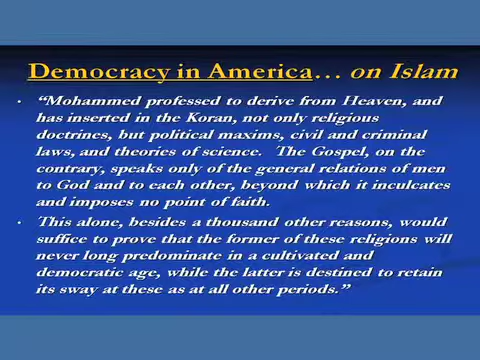 Democracy in America… on Islam
• “Mohammed professed to derive from Heaven, and
has inserted in the Koran, not only religious
doctrines, but political maxims, civil and criminal
laws, and theories of science.  The Gospel, on the
contrary, speaks only of the general relations of men
to God and to each other, beyond which it inculcates
and imposes no point of faith.
• This alone, besides a thousand other reasons, would
suffice to prove that the former of these religions will
never long predominate in a cultivated and
democratic age, while the latter is destined to retain
its sway at these as at all other periods.”